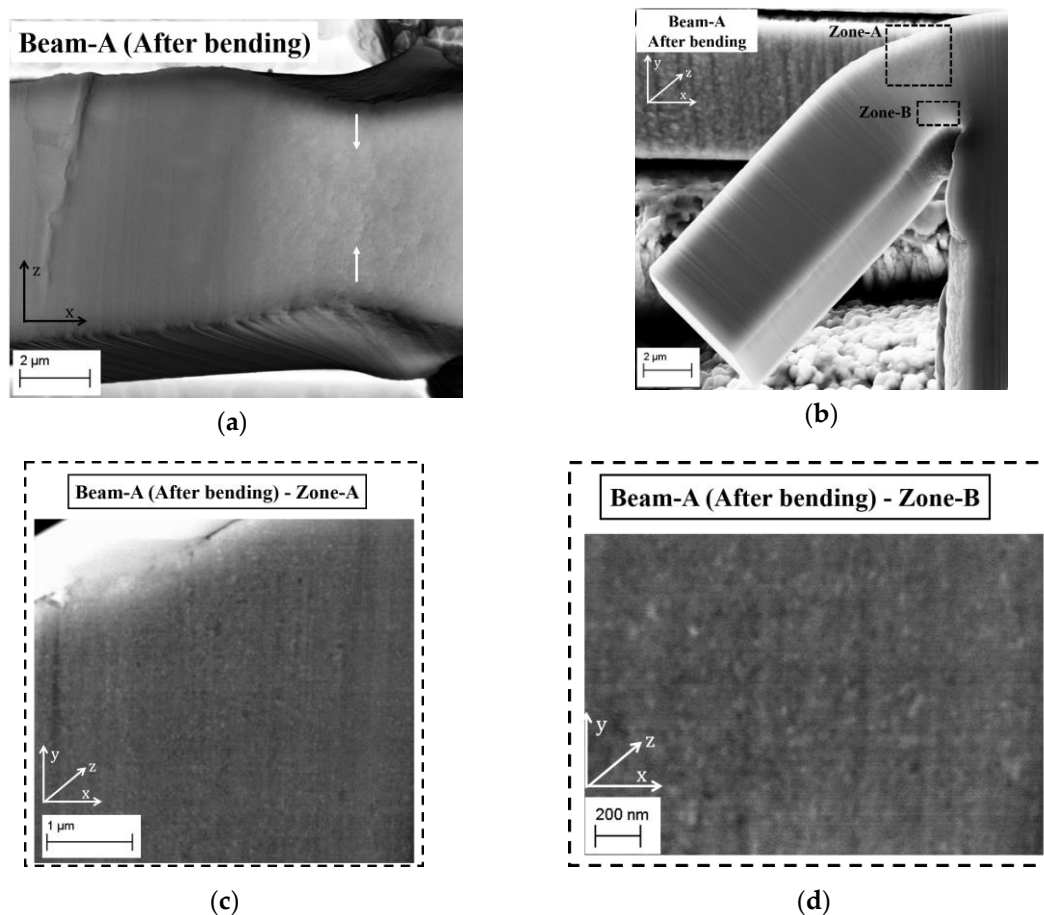 Beam-A (After bending)
z
x
2 µm
(a)
Beam-A
After bending
Zone-A
y
z
x
Zone-B
2 µm
(b)
Beam-A (After bending) - Zone-A
y
z
x
1 µm
(c)
Beam-A (After bending) - Zone-B
y
z
x
200 nm
(d)